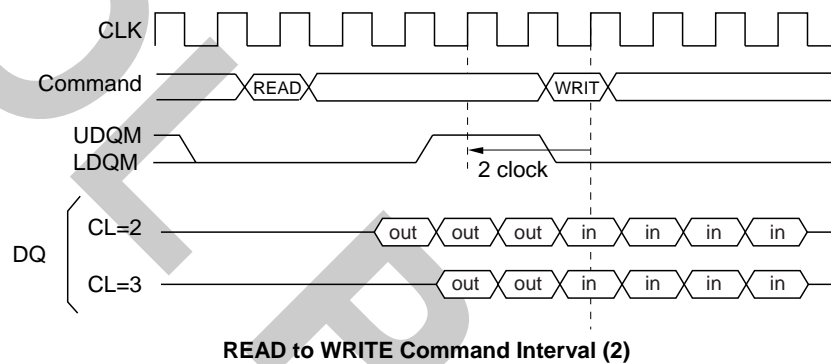 CLK
Command READ WRIT
UDQM
LDQM 2 clock
CL=2 out out out in in in in
DQ
CL=3 out out in in in in
READ to WRITE Command Interval (2)